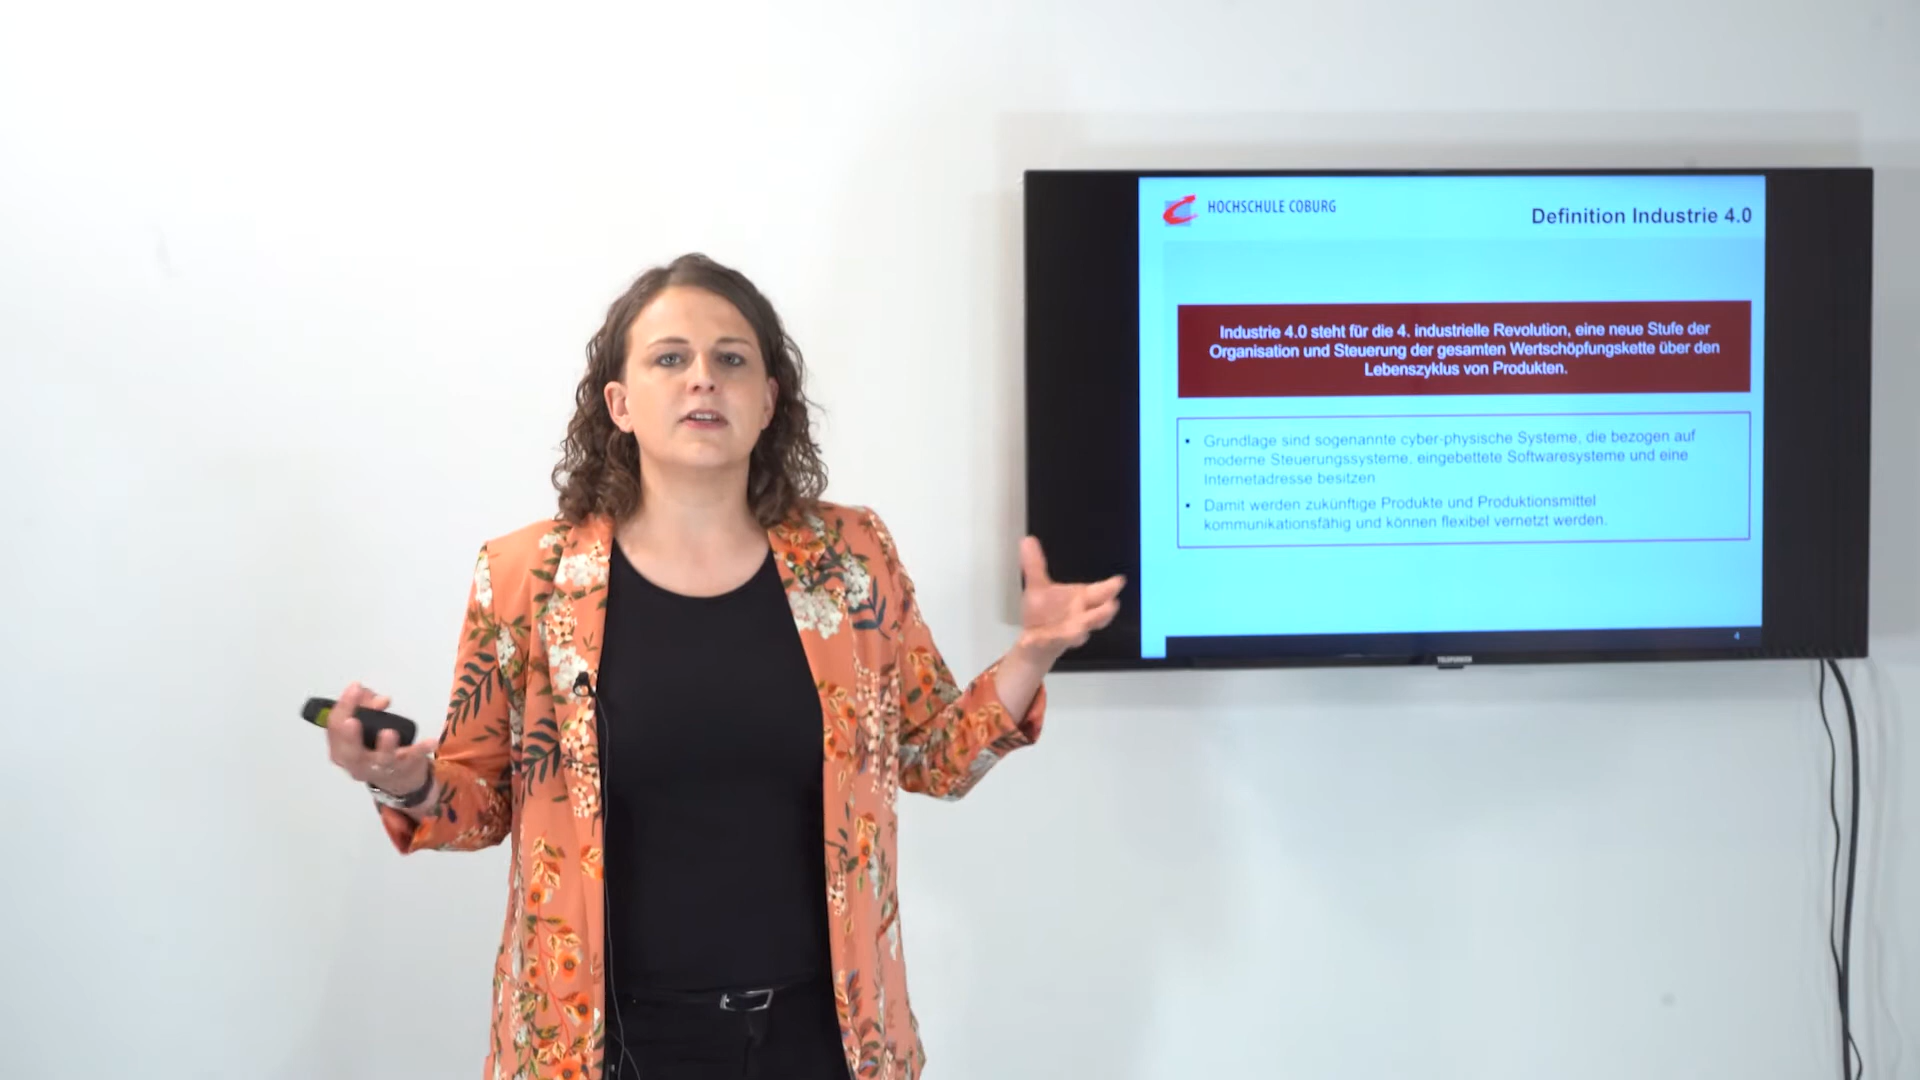 HOCHSCHULE COBURG
Definition Industrie 4.0
Industrie 4.0 steht für die 4. industrielle Revolution, eine neue Stufe der
Organisation und Steuerung der gesamten Wertschöpfungskette über den
Lebenszyklus von Produkten.
▪ Grundlage sind sogenannte cyber-physische Systeme, die bezogen auf
moderne Steuerungssysteme, eingebettete Softwaresysteme und eine
Internetadresse besitzen
▪ Damit werden zukünftige Produkte und Produktionsmittel
kommunikationsfähig und können flexibel vernetzt werden.
4
TELEFUNKEN